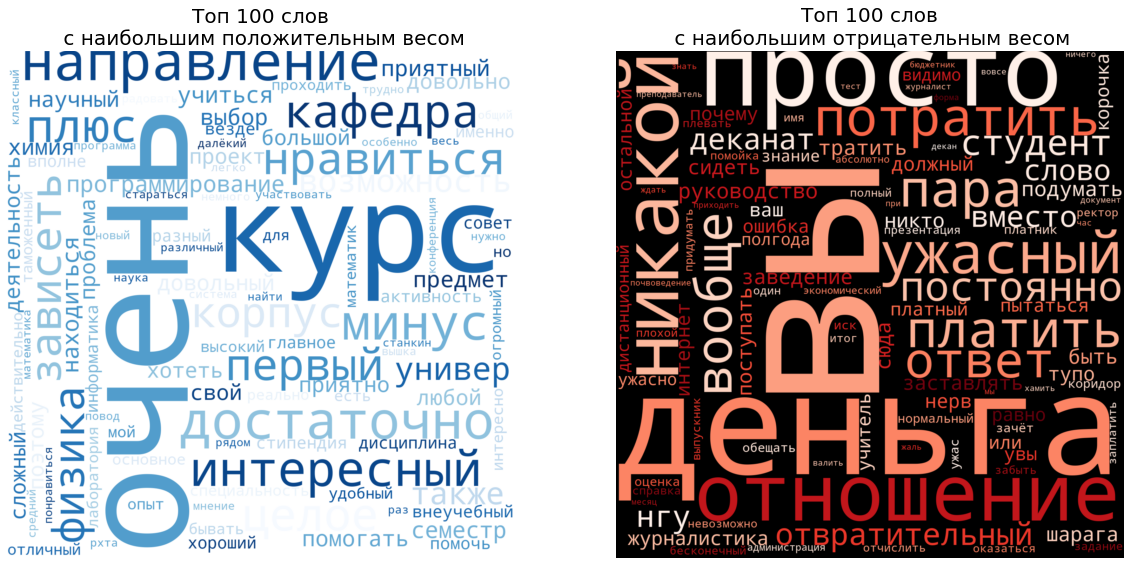 Топ 100 слов
с наибольшим положительным весом
направление
приятный
классный
научный
учиться
проходить
трудно
довольно
плюс
выбор
кафедра
общий
везде
большой
именно
химия
программа
далёкий
особенно
весь
вполне
проект
нравиться
легко
программирование
возможность
стараться
участвовать
деятельность
таможенный
зависеть
очень
немного
курс
конференция
совет
новый
разный
для
нужно
различный
но
находиться
проблема
математик
наука
довольный
предмет
система
найти
активность
действительно
математика
информатика
корпус
минус
огромный
высокий
главное
станкин
вышка
первый
универ
хотеть
приятно
свой
реально
есть
любой
интересно
повод
достаточно
мой
рядом
стипендия
дисциплина
сложный
поэтому
физика
лаборатория
основное
интересный
понравиться
средний
специальность
удобный
также
опыт
мнение
раз
внеучебный
целое
бывать
помогать
семестр
отличный
рхта
хороший
помочь
Топ 100 слов
с наибольшим отрицательным весом
просто
ничего
бюджетник
вовсе
знать
видимо
журналист
тест
преподаватель
корочка
остальной
никакой
почему
плевать
имя
потратить
деканат
тратить
декан
студент
помойка
знание
абсолютно
сидеть
должный
слово
ждать
руководство
полный
при
пара
подумать
документ
приходить
ваш
вы
никто
вместо
ректор
вообще
ошибка
презентация
платник
час
придумать
полгода
ужасный
дистанционный
почвоведение
заведение
постоянно
один
экономический
интернет
поступать
платный
пытаться
плохой
иск
итог
сюда
платить
ответ
быть
ужасно
заставлять
тупо
хамить
коридор
деньга
нерв
мы
выпускник
учитель
нормальный
равно
зачёт
обещать
жаль
или
увы
ужас
заплатить
валить
забыть
оценка
справка
месяц
отношение
нгу
невозможно
журналистика
отвратительный
шарага
бесконечный
администрация
отчислить
оказаться
задание